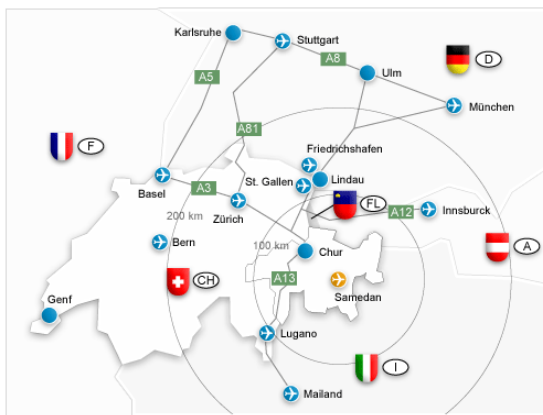 Karlsruhe
Stuttgart
A8
D
A5
Ulm
München
A81
F
Friedrichshafen
Basel
A3
St. Gallen
Lindau
200 km
Zürich
FL
A12
Innsburck
Bern
100 km
Chur
A
CH
A13
Samedan
Genf
Lugano
I
Mailand